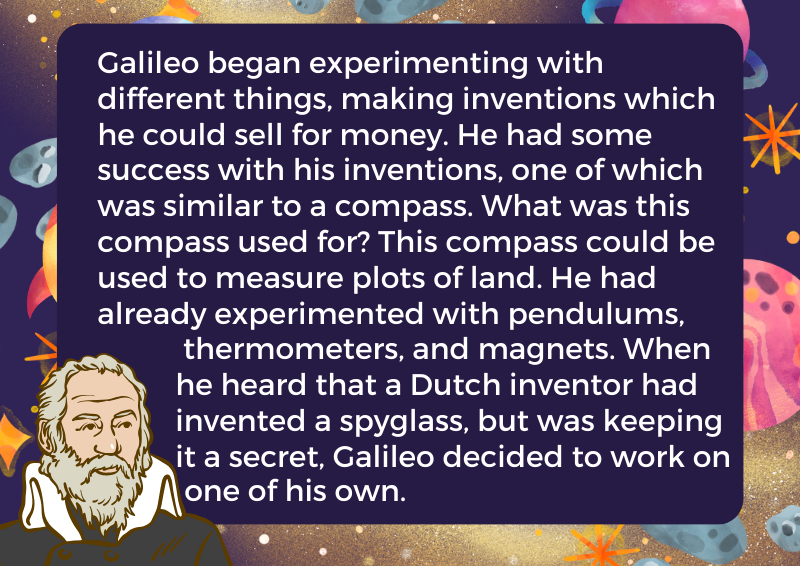 Galileo began experimenting with
different things, making inventions which
he could sell for money. He had some
success with his inventions, one of which
was similar to a compass. What was this
compass used for? This compass could be
used to measure plots of land. He had
already experimented with pendulums,
thermometers, and magnets. When
he heard that a Dutch inventor had
invented a spyglass, but was keeping
it a secret, Galileo decided to work on
one of his own.